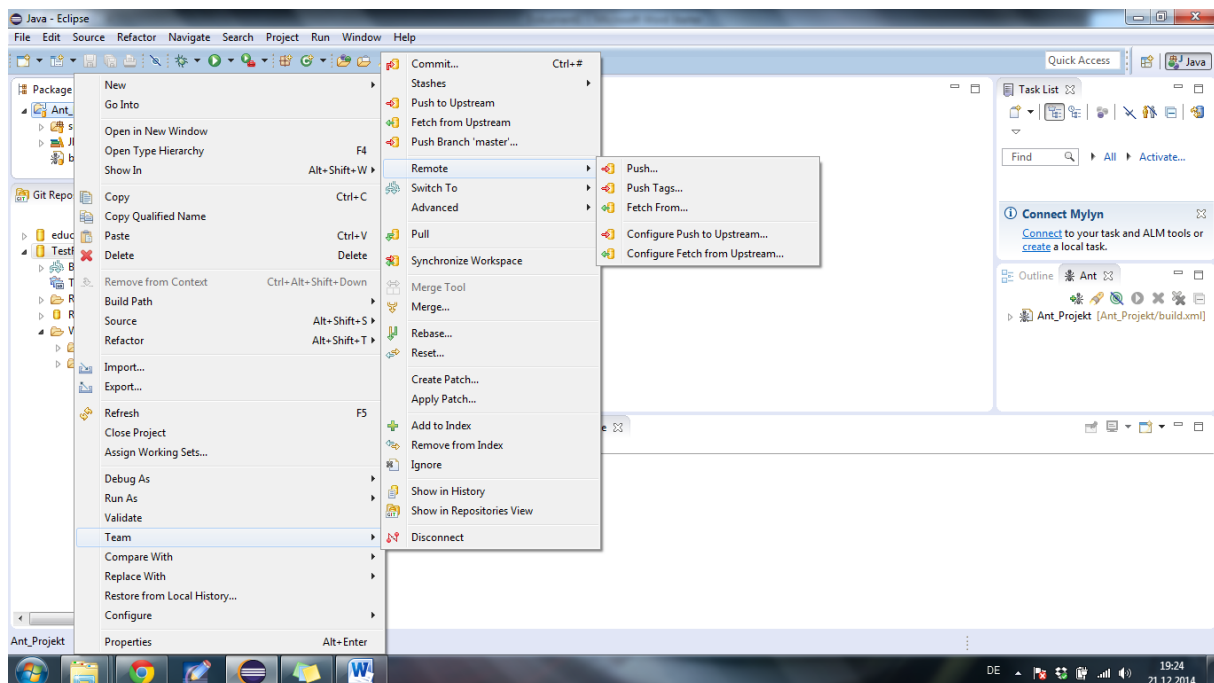 Java - Eclipse
File Edit Source Refactor Navigate Search Project Run Window Help
Quick Access
Java
Package
Ant_
s
JI
b
Git Repo
educ
TestF
B
T
R
R
W
New
Go Into
Open in New Window
Open Type Hierarchy F4
Show In Alt+Shift+W
Copy Ctrl+C
Copy Qualified Name
Paste Ctrl+V
Delete Delete
Remove from Context Ctrl+Alt+Shift+Down
Build Path
Source Alt+Shift+S
Refactor Alt+Shift+T
Import...
Export...
Refresh F5
Close Project
Assign Working Sets...
Debug As
Run As
Validate
Team
Compare With
Replace With
Restore from Local History...
Configure
Properties Alt+Enter
Commit... Ctrl+#
Stashes
Push to Upstream
Fetch from Upstream
Push Branch 'master'...
Remote
Switch To
Advanced
Pull
Synchronize Workspace
Merge Tool
Merge...
Rebase...
Reset...
Create Patch...
Apply Patch...
Add to Index
Remove from Index
Ignore
Show in History
Show in Repositories View
Disconnect
Push...
Push Tags...
Fetch From...
Configure Push to Upstream...
Configure Fetch from Upstream...
Task List
Find All Activate...
Connect Mylyn
Connect to your task and ALM tools or
create a local task.
Outline Ant
Ant_Projekt [Ant_Projekt/build.xml]
e
Ant_Projekt
DE
19:24
21.12.2014